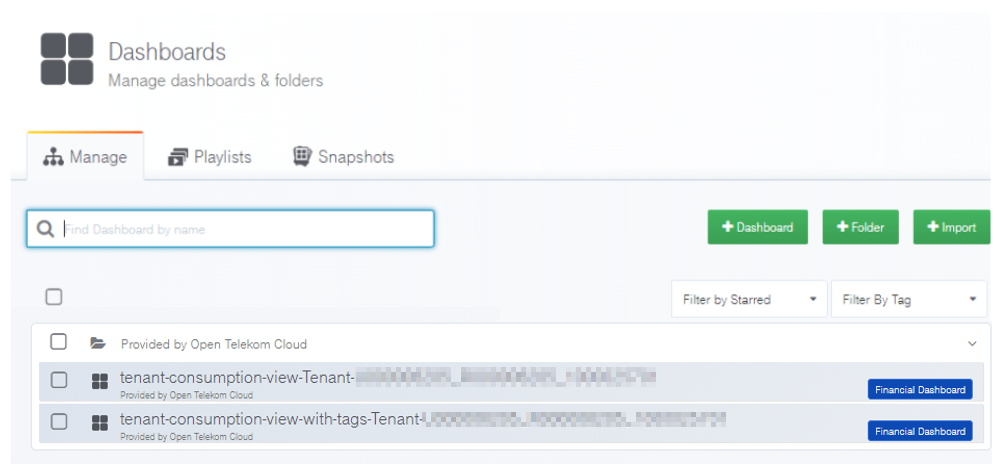 Dashboards
Manage dashboards & folders
Manage Playlists Snapshots
Find Dashboard by name
Dashboard Folder Import
Filter by Starred Filter By Tag
Provided by Open Telekom Cloud
tenant-consumption-view-Tenant-
Provided by Open Telekom Cloud
Financial Dashboard
tenant-consumption-view-with-tags-Tenant-
Provided by Open Telekom Cloud
Financial Dashboard